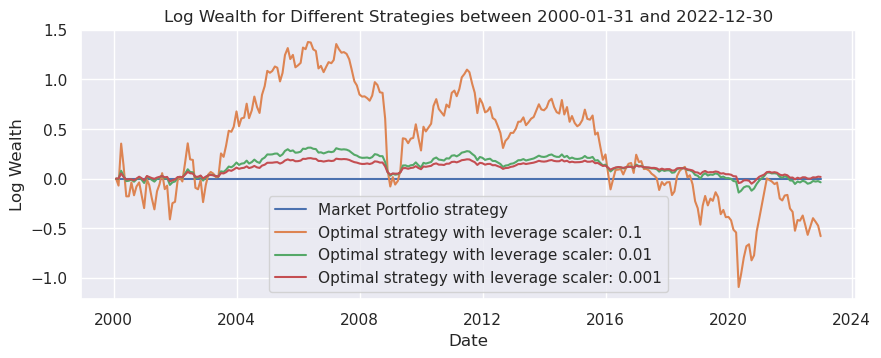 Log Wealth for Different Strategies between 2000-01-31 and 2022-12-30
Log Wealth
1.5
1.0
0.5
0.0
−0.5
−1.0
Market Portfolio strategy
Optimal strategy with leverage scaler: 0.1
Optimal strategy with leverage scaler: 0.01
Optimal strategy with leverage scaler: 0.001
2000 2004 2008 2012 2016 2020 2024
Date